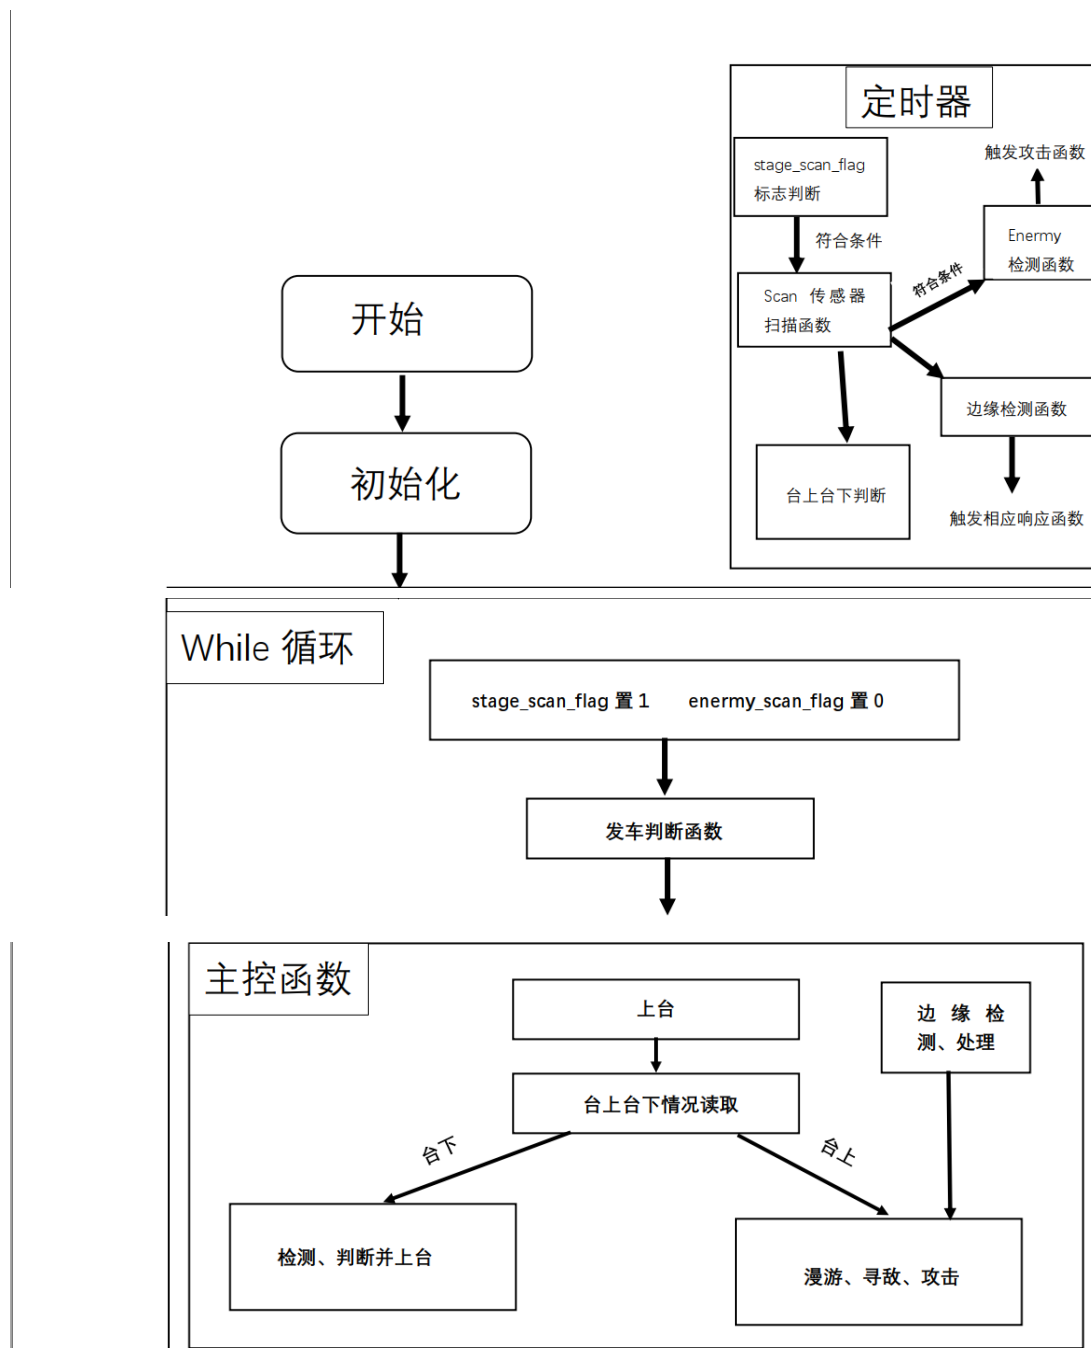 定时器
stage_scan_flag
标志判断
触发攻击函数
符合条件
Enermy
检测函数
符合条件
Scan 传感器
扫描函数
边缘检测函数
台上台下判断
触发相应响应函数
开始
初始化
While 循环
stage_scan_flag 置 1 enermy_scan_flag 置 0
发车判断函数
主控函数
上台
边 缘 检
测、处理
台上台下情况读取
台下
台上
检测、判断并上台
漫游、寻敌、攻击